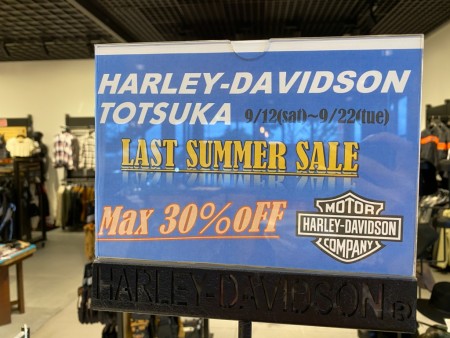 HARLEY-DAVIDSON
TOTSUKA 9/12(sat)~9/22(tue)
LAST SUMMER SALE
Max 30%OFF
MOTOR
HARLEY-DAVIDSON
COMPANY
HARLEY-DAVIDSON®